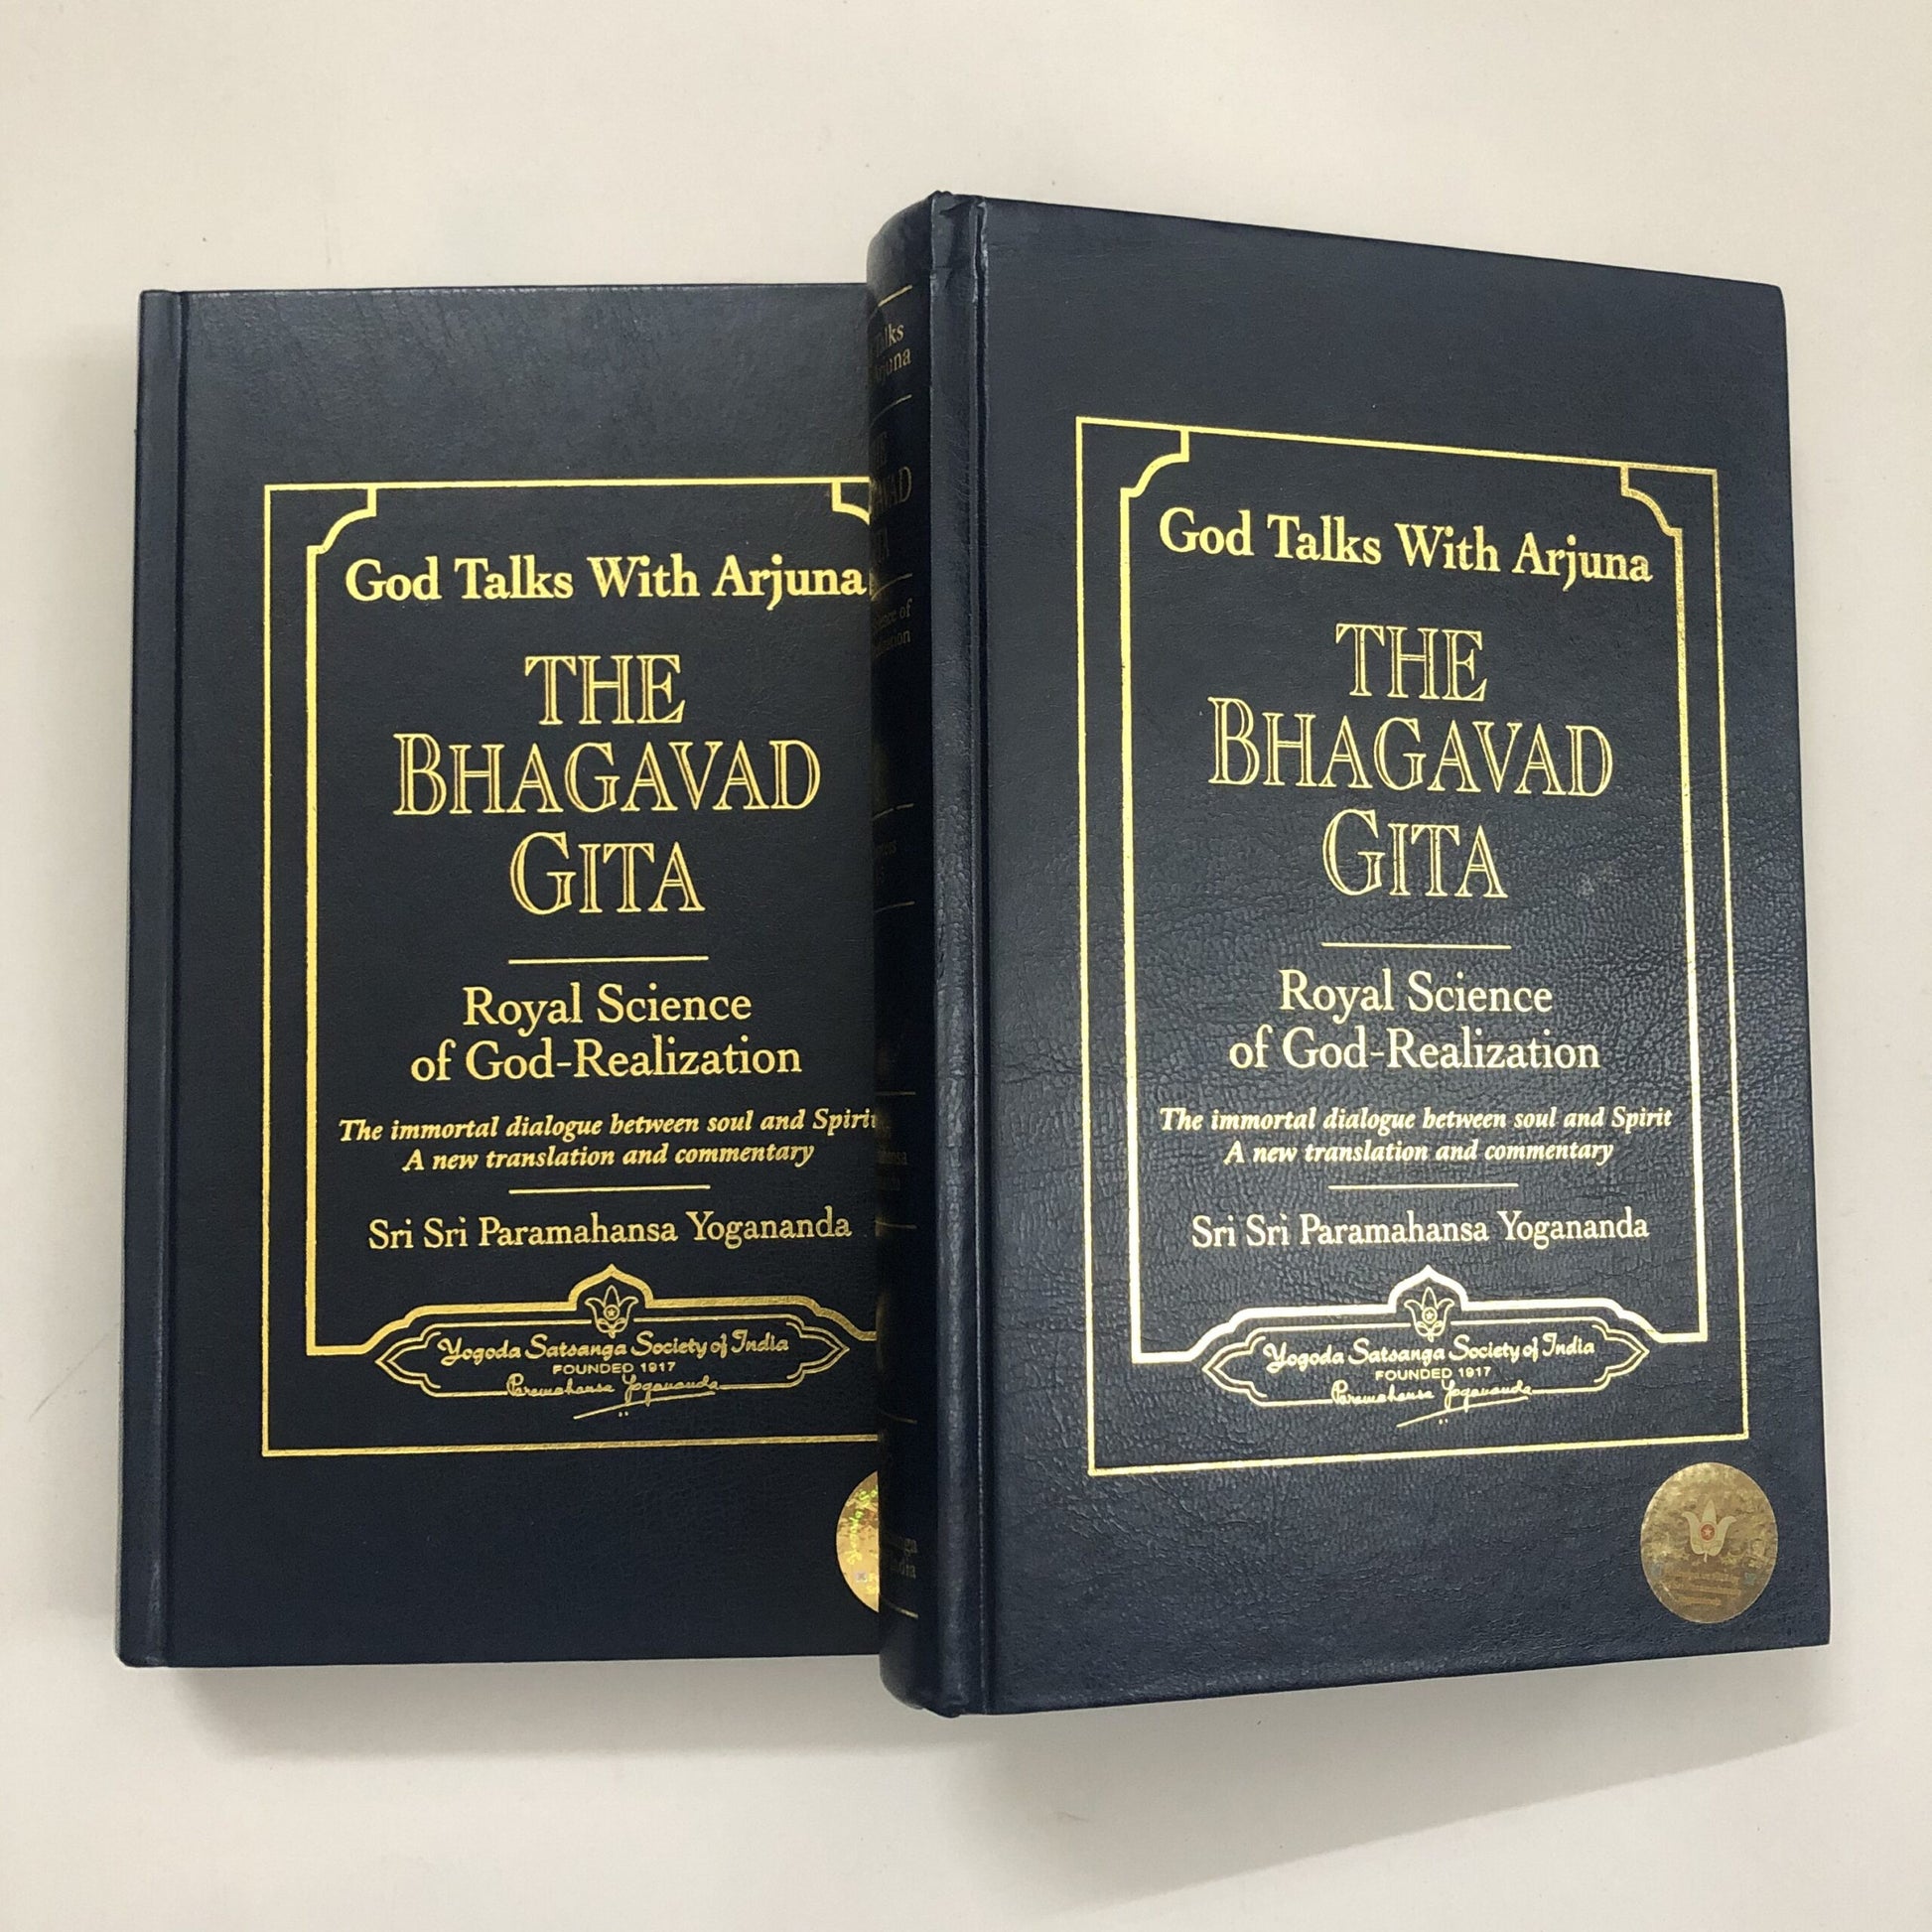 God Talks With Arjuna
THE
BHAGAVAD
GITA
Royal Science
of God-Realization
The immortal dialogue between soul and Spirit
A new translation and commentary
Sri Sri Paramahansa Yogananda
Yogoda Satsanga Society of India
FOUNDED 1917
Paramahansa Yogananda
God Talks With Arjuna
THE
BHAGAVAD
GITA
Royal Science
of God-Realization
The immortal dialogue between soul and Spirit
A new translation and commentary
Sri Sri Paramahansa Yogananda
Yogoda Satsanga Society of India
FOUNDED 1917
Paramahansa Yogananda